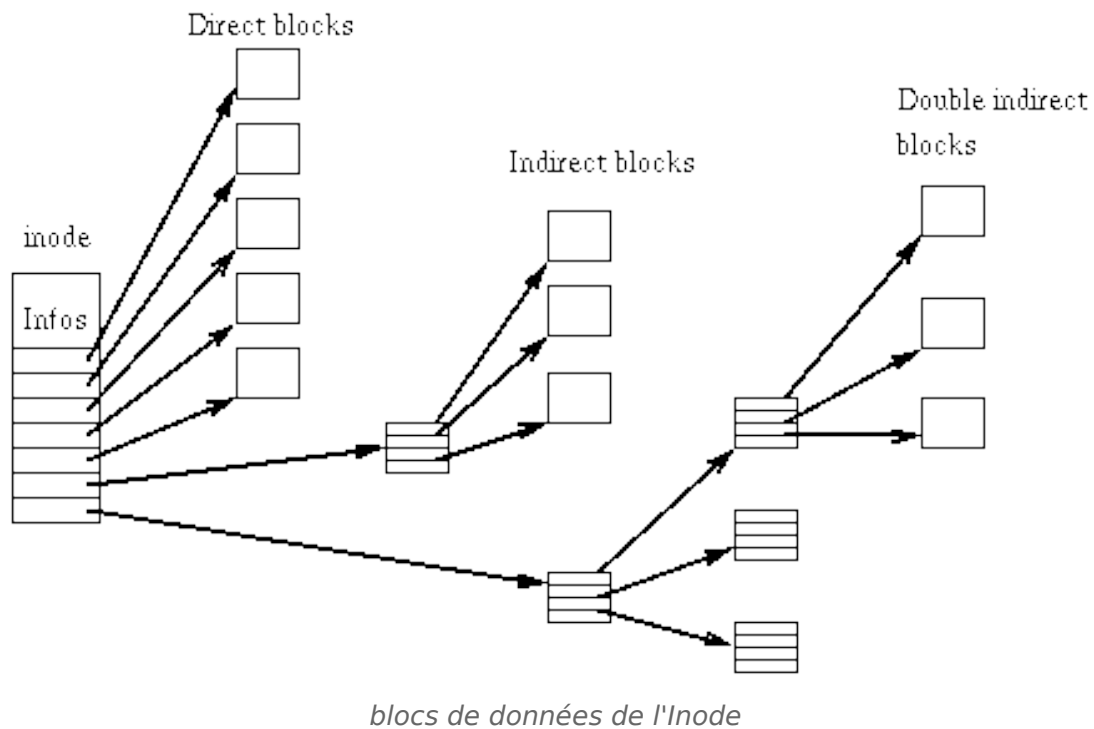 Direct blocks
Double indirect
blocks
Indirect blocks
inode
Infos
blocs de données de l'Inode